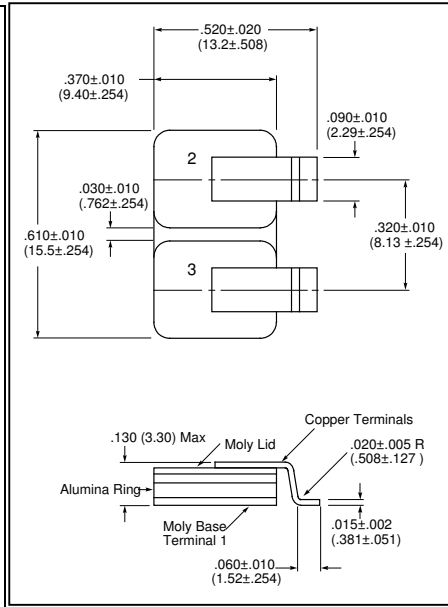 .520±.020
(13.2±.508)
.370±.010
(9.40±.254)
.090±.010
(2.29±.254)
2
.030±.010
(.762±.254)
.610±.010
(15.5±.254)
.320±.010
(8.13 ±.254)
3
Copper Terminals
.130 (3.30) Max
Moly Lid
.020±.005 R
(.508±.127 )
Alumina Ring
Moly Base
Terminal 1
.015±.002
(.381±.051)
.060±.010
(1.52±.254)